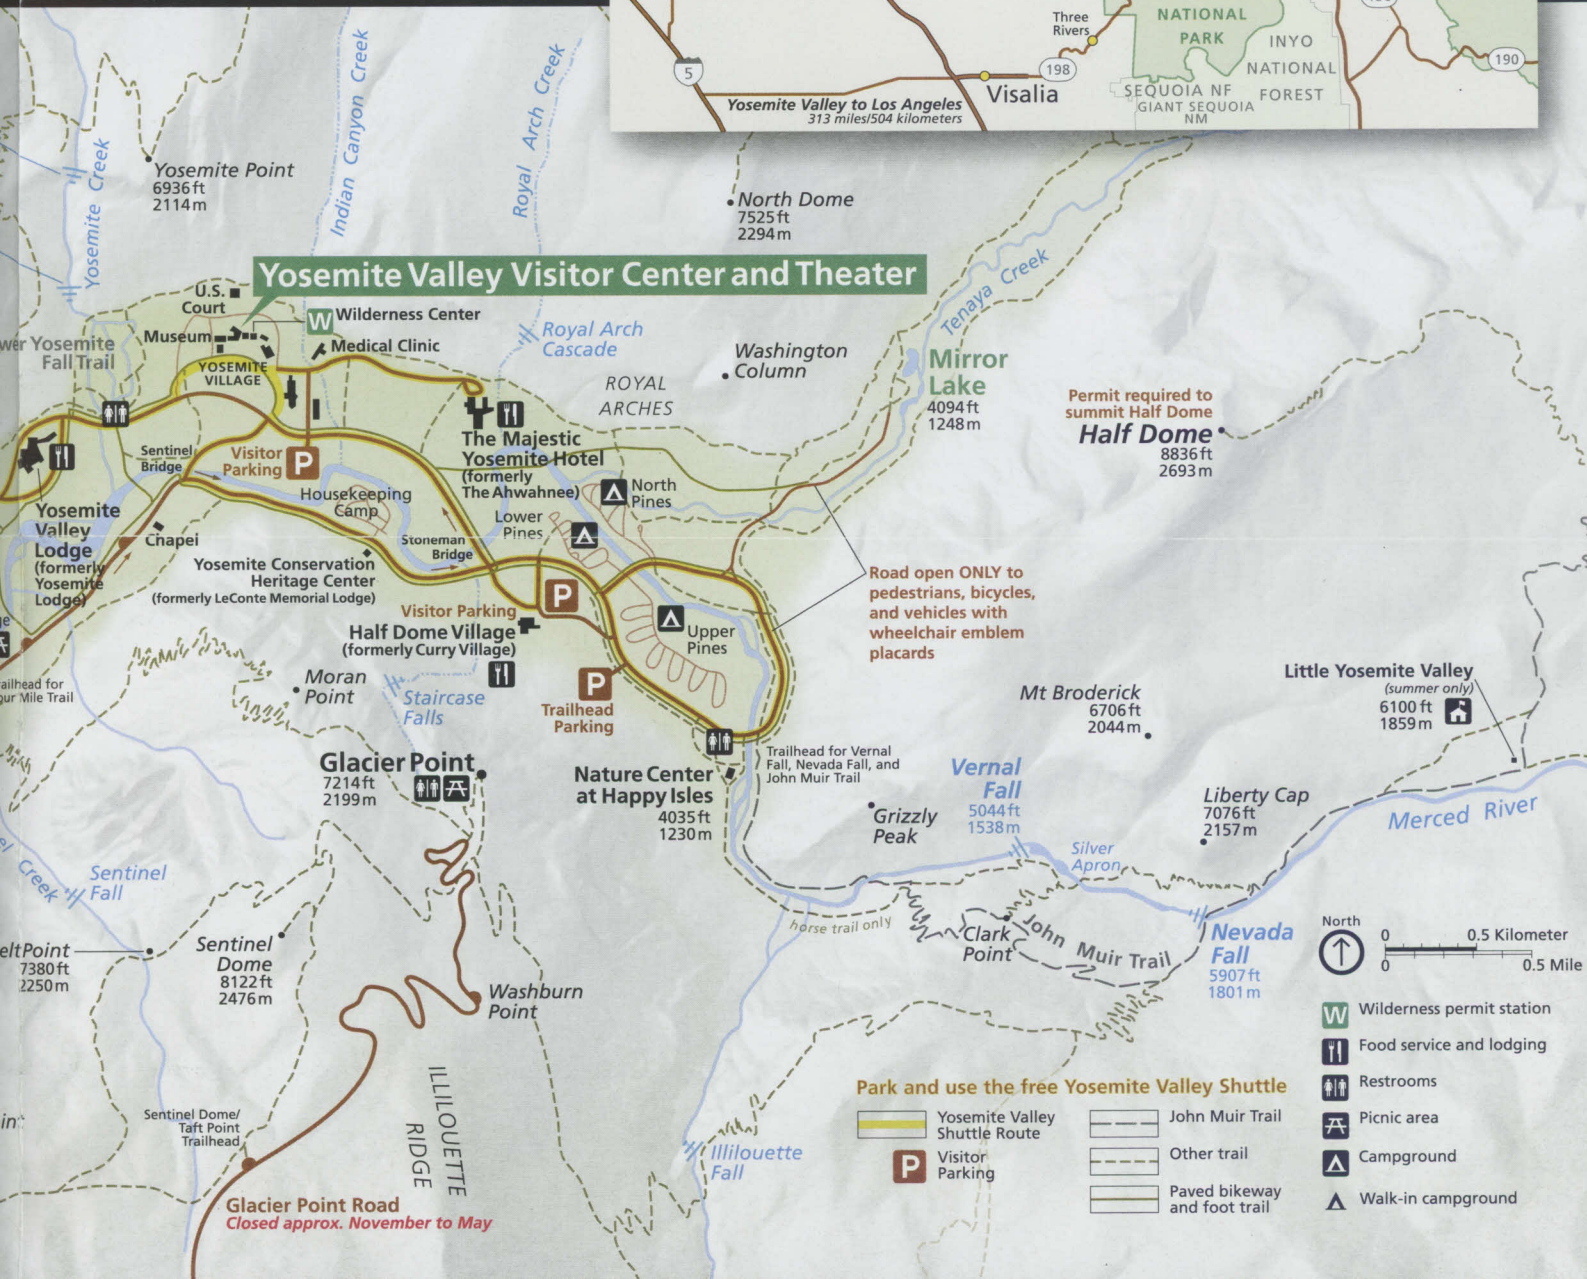 Three
Rivers
NATIONAL
PARK
INYO
NATIONAL
FOREST
190
5
198
Visalia
SEQUOIA NF
GIANT SEQUOIA
NM
Yosemite Valley to Los Angeles
313 miles/504 kilometers
Yosemite Creek
Indian Canyon Creek
Royal Arch Creek
Yosemite Point
6936 ft
2114 m
North Dome
7525 ft
2294 m
Tenaya Creek
Yosemite Valley Visitor Center and Theater
U.S.
Court
W
Wilderness Center
Museum
Medical Clinic
Yosemite
Fall Trail
YOSEMITE
VILLAGE
Royal Arch
Cascade
Washington
Column
ROYAL
ARCHES
Mirror
Lake
4094 ft
1248 m
Permit required to
summit Half Dome
Half Dome
8836 ft
2693 m
The Majestic
Yosemite Hotel
(formerly
The Ahwahnee)
Sentinel
Bridge
Visitor
Parking
P
Housekeeping
Camp
North
Pines
Lower
Pines
Yosemite
Valley
Lodge
(formerly
Yosemite
Lodge)
Chapel
Stoneman
Bridge
Yosemite Conservation
Heritage Center
(formerly LeConte Memorial Lodge)
Visitor Parking
P
Half Dome Village
(formerly Curry Village)
Upper
Pines
Road open ONLY to
pedestrians, bicycles,
and vehicles with
wheelchair emblem
placards
Trailhead for
Mile Trail
Moran
Point
Staircase
Falls
P
Trailhead
Parking
Little Yosemite Valley
(summer only)
6100 ft
1859 m
Mt Broderick
6706 ft
2044 m
Glacier Point
7214 ft
2199 m
Nature Center
at Happy Isles
4035 ft
1230 m
Trailhead for Vernal
Fall, Nevada Fall, and
John Muir Trail
Vernal
Fall
5044 ft
1538 m
Grizzly
Peak
Liberty Cap
7076 ft
2157 m
Merced River
Silver
Apron
Creek
Sentinel
Fall
horse trail only
Clark
Point
John Muir Trail
Nevada
Fall
5907 ft
1801 m
Point
7380 ft
2250 m
Sentinel
Dome
8122 ft
2476 m
Washburn
Point
ILLILOUETTE
RIDGE
Sentinel Dome/
Taft Point
Trailhead
Illilouette
Fall
Glacier Point Road
Closed approx. November to May
North
0 0.5 Kilometer
0 0.5 Mile
Park and use the free Yosemite Valley Shuttle
Yosemite Valley
Shuttle Route
P
Visitor
Parking
John Muir Trail
Other trail
Paved bikeway
and foot trail
W
Wilderness permit station
Food service and lodging
Restrooms
Picnic area
Campground
Walk-in campground